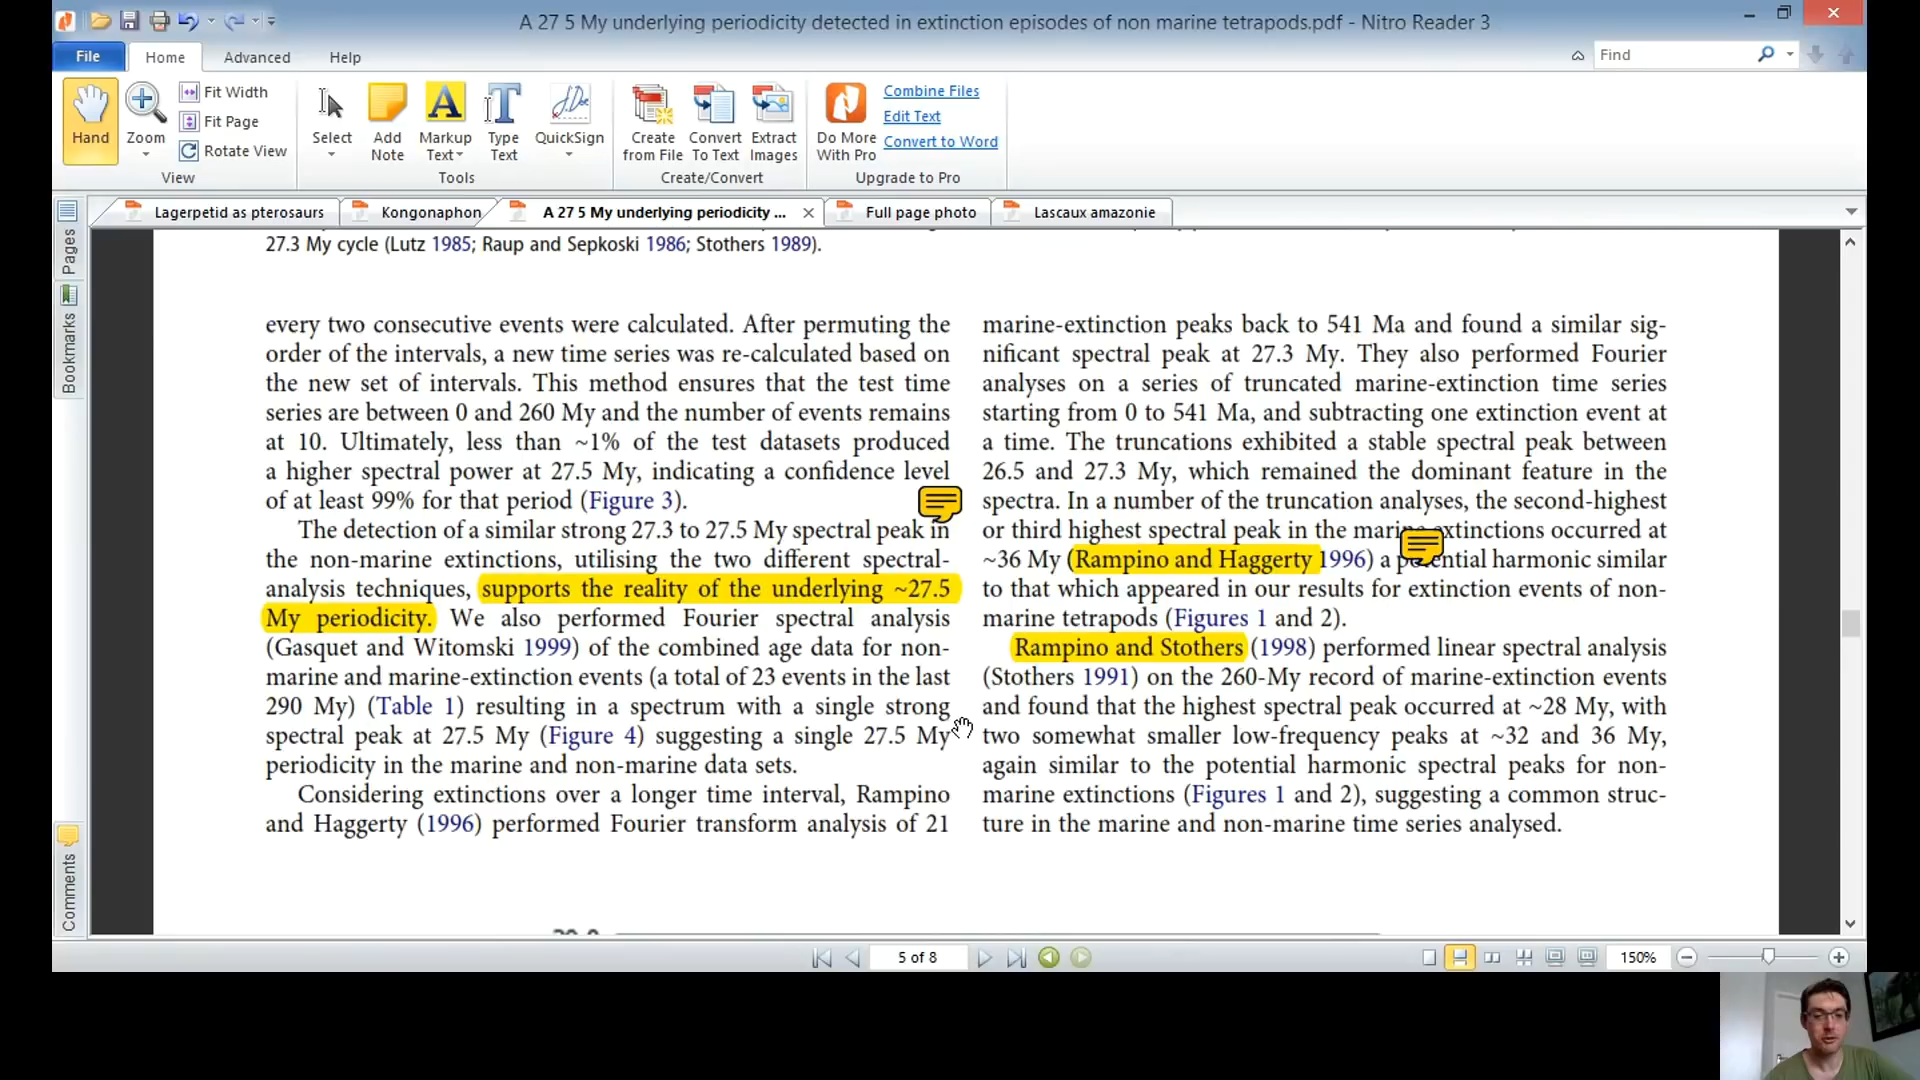 A 27 5 My underlying periodicity detected in extinction episodes of non marine tetrapods.pdf - Nitro Reader 3
File
Home
Advanced
Help
Find
Hand
Zoom
Fit Width
Fit Page
Rotate View
View
Select
Add Note
Markup Text
Type Text
QuickSign
Tools
Create from File
Convert To Text
Extract Images
Create/Convert
Do More With Pro
Combine Files
Edit Text
Convert to Word
Upgrade to Pro
Lagerpetid as pterosaurs
Kongonaphon
A 27 5 My underlying periodicity ...
Full page photo
Lascaux amazonie
Pages
Bookmarks
Comments
27.3 My cycle (Lutz 1985; Raup and Sepkoski 1986; Stothers 1989).
every two consecutive events were calculated. After permuting the
order of the intervals, a new time series was re-calculated based on
the new set of intervals. This method ensures that the test time
series are between 0 and 260 My and the number of events remains
at 10. Ultimately, less than ~1% of the test datasets produced
a higher spectral power at 27.5 My, indicating a confidence level
of at least 99% for that period (Figure 3).
The detection of a similar strong 27.3 to 27.5 My spectral peak in
the non-marine extinctions, utilising the two different spectral-
analysis techniques, supports the reality of the underlying ~27.5
My periodicity. We also performed Fourier spectral analysis
(Gasquet and Witomski 1999) of the combined age data for non-
marine and marine-extinction events (a total of 23 events in the last
290 My) (Table 1) resulting in a spectrum with a single strong
spectral peak at 27.5 My (Figure 4) suggesting a single 27.5 My
periodicity in the marine and non-marine data sets.
Considering extinctions over a longer time interval, Rampino
and Haggerty (1996) performed Fourier transform analysis of 21
marine-extinction peaks back to 541 Ma and found a similar sig-
nificant spectral peak at 27.3 My. They also performed Fourier
analyses on a series of truncated marine-extinction time series
starting from 0 to 541 Ma, and subtracting one extinction event at
a time. The truncations exhibited a stable spectral peak between
26.5 and 27.3 My, which remained the dominant feature in the
spectra. In a number of the truncation analyses, the second-highest
or third highest spectral peak in the marine extinctions occurred at
~36 My (Rampino and Haggerty 1996) a potential harmonic similar
to that which appeared in our results for extinction events of non-
marine tetrapods (Figures 1 and 2).
Rampino and Stothers (1998) performed linear spectral analysis
(Stothers 1991) on the 260-My record of marine-extinction events
and found that the highest spectral peak occurred at ~28 My, with
two somewhat smaller low-frequency peaks at ~32 and 36 My,
again similar to the potential harmonic spectral peaks for non-
marine extinctions (Figures 1 and 2), suggesting a common struc-
ture in the marine and non-marine time series analysed.
5 of 8
150%